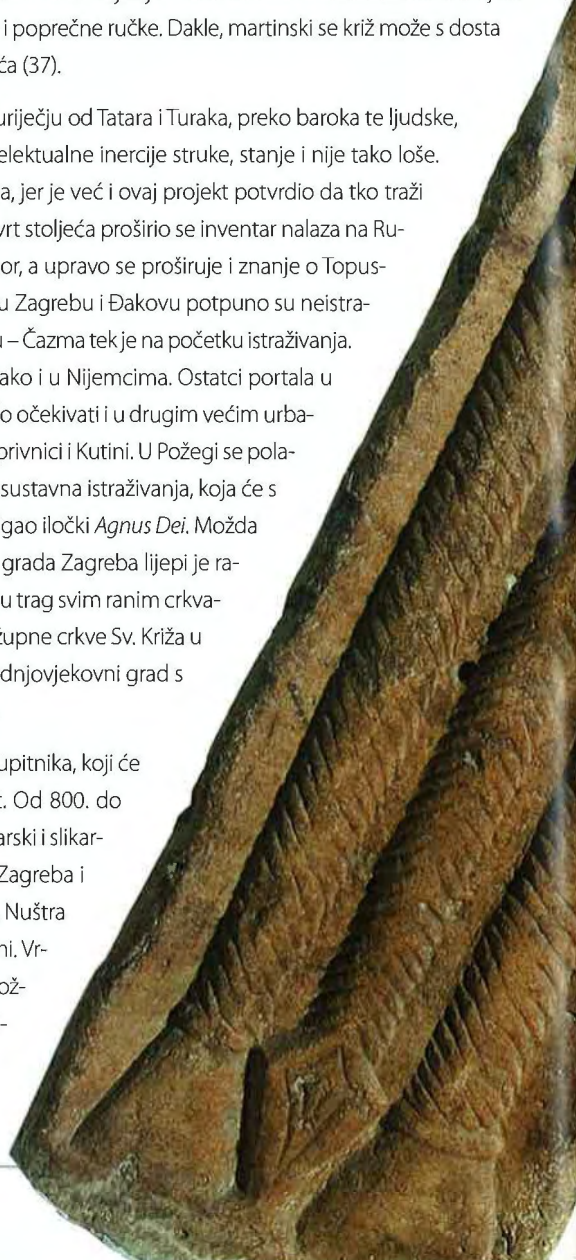 i poprečne ručke. Dakle, martinski se križ može s dosta
ća (37).
uriječju od Tatara i Turaka, preko baroka te ljudske,
elektualne inercije struke, stanje i nije tako loše.
a, jer je već i ovaj projekt potvrdio da tko traži
vrt stoljeća proširio se inventar nalaza na Ru-
or, a upravo se proširuje i znanje o Topus-
u Zagrebu i Đakovu potpuno su neistra-
– Čazma tek je na početku istraživanja.
ako i u Nijemcima. Ostatci portala u
o očekivati i u drugim većim urba-
privnici i Kutini. U Požegi se pola-
sustavna istraživanja, koja će s
gao iločki Agnus Dei. Možda
grada Zagreba lijepi je ra-
u trag svim ranim crkva-
župne crkve Sv. Križa u
dnjovjekovni grad s
upitnika, koji će
. Od 800. do
arski i slikar-
Zagreba i
Nuštra
ni. Vr-
ož-
-